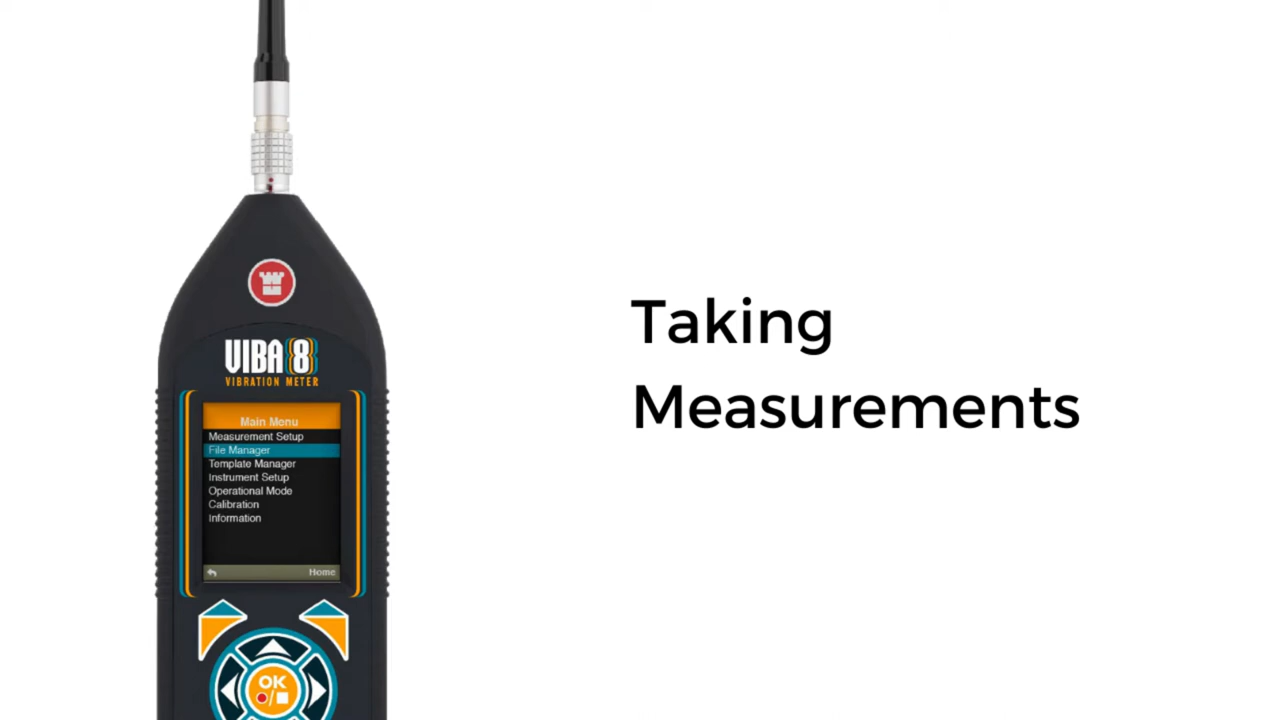 VIBA 8
VIBRATION METER
Main Menu
Measurement Setup
File Manager
Template Manager
Instrument Setup
Operational Mode
Calibration
Information
Home
OK
Taking
Measurements